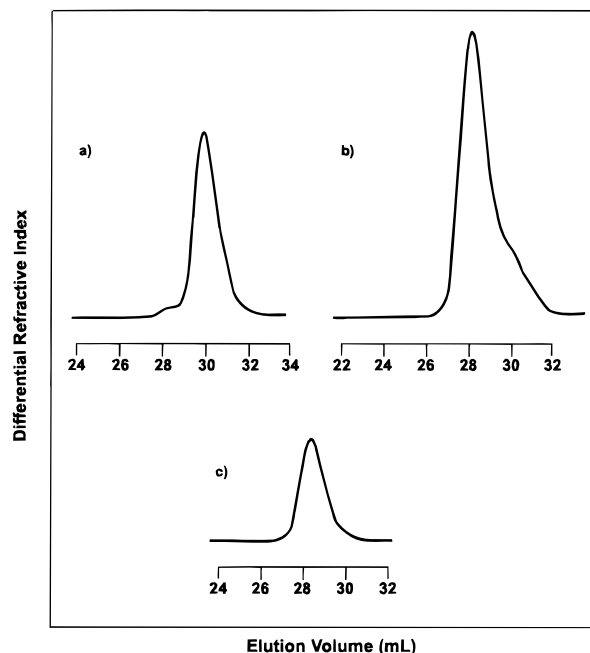 a)
b)
Differential Refractive Index
24 26 28 30 32 34
22 24 26 28 30 32
c)
24 26 28 30 32
Elution Volume (mL)